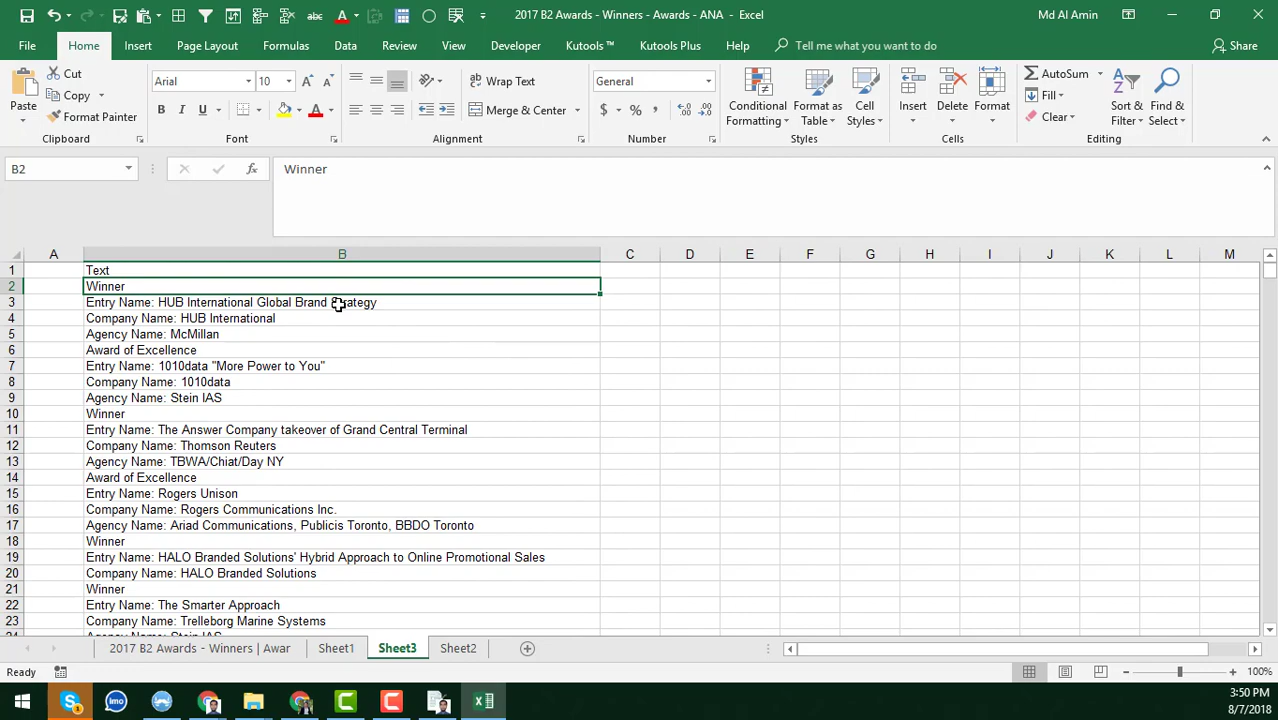 2017 B2 Awards - Winners - Awards - ANA - Excel
Md Al Amin
File Home Insert Page Layout Formulas Data Review View Developer Kutools ™ Kutools Plus Help Tell me what you want to do Share
Paste
Cut
Copy
Format Painter
Clipboard
Arial 10
B I U
Font
Wrap Text
Merge & Center
Alignment
General
$ % ,
Number
Conditional Formatting
Format as Table
Cell Styles
Styles
Insert
Delete
Format
Cells
AutoSum
Fill
Clear
Sort & Filter
Find & Select
Editing
B2
fx
Winner
A B C D E F G H I J K L M
1 Text
2 Winner
3 Entry Name: HUB International Global Brand Strategy
4 Company Name: HUB International
5 Agency Name: McMillan
6 Award of Excellence
7 Entry Name: 1010data "More Power to You"
8 Company Name: 1010data
9 Agency Name: Stein IAS
10 Winner
11 Entry Name: The Answer Company takeover of Grand Central Terminal
12 Company Name: Thomson Reuters
13 Agency Name: TBWA/Chiat/Day NY
14 Award of Excellence
15 Entry Name: Rogers Unison
16 Company Name: Rogers Communications Inc.
17 Agency Name: Ariad Communications, Publicis Toronto, BBDO Toronto
18 Winner
19 Entry Name: HALO Branded Solutions' Hybrid Approach to Online Promotional Sales
20 Company Name: HALO Branded Solutions
21 Winner
22 Entry Name: The Smarter Approach
23 Company Name: Trelleborg Marine Systems
24 Agency Name: Stein IAS
2017 B2 Awards - Winners | Awar Sheet1 Sheet3 Sheet2
Ready
100%
3:50 PM
8/7/2018